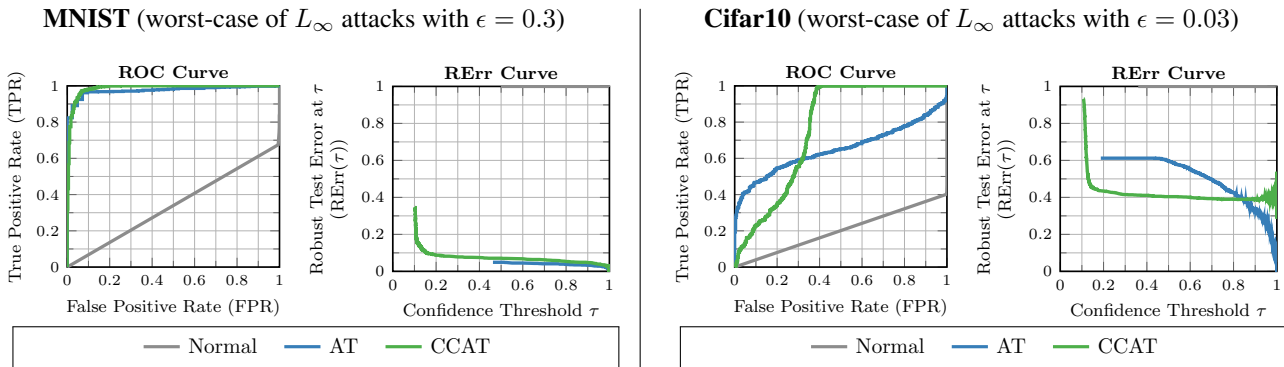 MNIST (worst-case of L∞ attacks with ϵ = 0.3)
ROC Curve
True Positive Rate (TPR)
1
0.8
0.6
0.4
0.2
0
0 0.2 0.4 0.6 0.8 1
False Positive Rate (FPR)
RErr Curve
Robust Test Error at τ
(RErr(τ))
1
0.8
0.6
0.4
0.2
0
0 0.2 0.4 0.6 0.8 1
Confidence Threshold τ
Normal AT CCAT
Cifar10 (worst-case of L∞ attacks with ϵ = 0.03)
ROC Curve
True Positive Rate (TPR)
1
0.8
0.6
0.4
0.2
0
0 0.2 0.4 0.6 0.8 1
False Positive Rate (FPR)
RErr Curve
Robust Test Error at τ
(RErr(τ))
1
0.8
0.6
0.4
0.2
0
0 0.2 0.4 0.6 0.8 1
Confidence Threshold τ
Normal AT CCAT